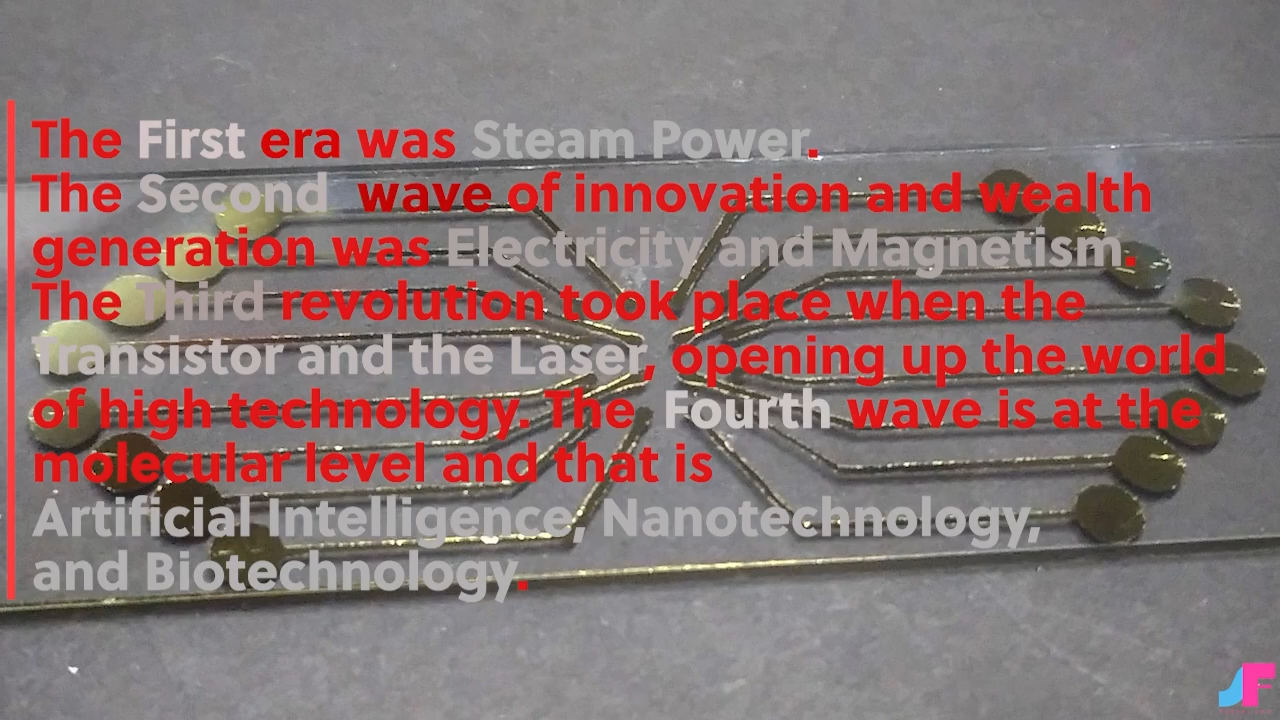 The First era was Steam Power.
The Second wave of innovation and wealth
generation was Electricity and Magnetism.
The Third revolution took place when the
Transistor and the Laser, opening up the world
of high technology. The Fourth wave is at the
molecular level and that is
Artificial Intelligence, Nanotechnology,
and Biotechnology.
SF